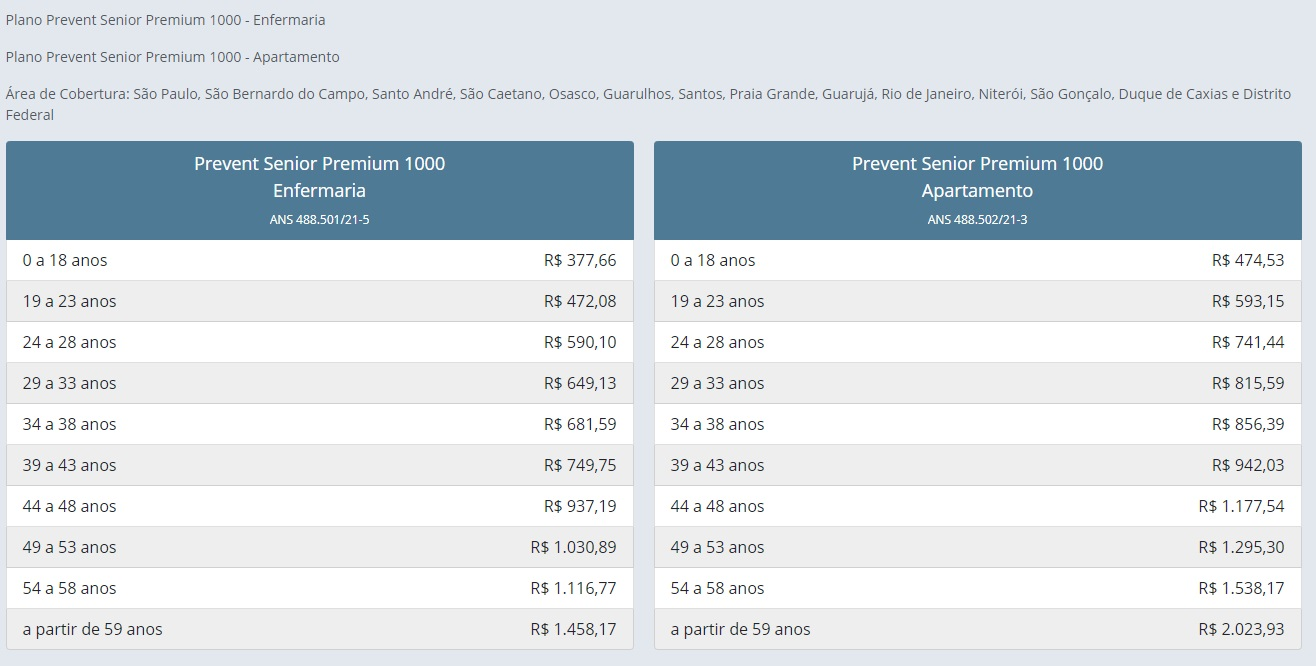 Plano Prevent Senior Premium 1000 - Enfermaria
Plano Prevent Senior Premium 1000 - Apartamento
Área de Cobertura: São Paulo, São Bernardo do Campo, Santo André, São Caetano, Osasco, Guarulhos, Santos, Praia Grande, Guarujá, Rio de Janeiro, Niterói, São Gonçalo, Duque de Caxias e Distrito
Federal
Prevent Senior Premium 1000
Enfermaria
ANS 488.501/21-5
0 a 18 anos R$ 377,66
19 a 23 anos R$ 472,08
24 a 28 anos R$ 590,10
29 a 33 anos R$ 649,13
34 a 38 anos R$ 681,59
39 a 43 anos R$ 749,75
44 a 48 anos R$ 937,19
49 a 53 anos R$ 1.030,89
54 a 58 anos R$ 1.116,77
a partir de 59 anos R$ 1.458,17
Prevent Senior Premium 1000
Apartamento
ANS 488.502/21-3
0 a 18 anos R$ 474,53
19 a 23 anos R$ 593,15
24 a 28 anos R$ 741,44
29 a 33 anos R$ 815,59
34 a 38 anos R$ 856,39
39 a 43 anos R$ 942,03
44 a 48 anos R$ 1.177,54
49 a 53 anos R$ 1.295,30
54 a 58 anos R$ 1.538,17
a partir de 59 anos R$ 2.023,93